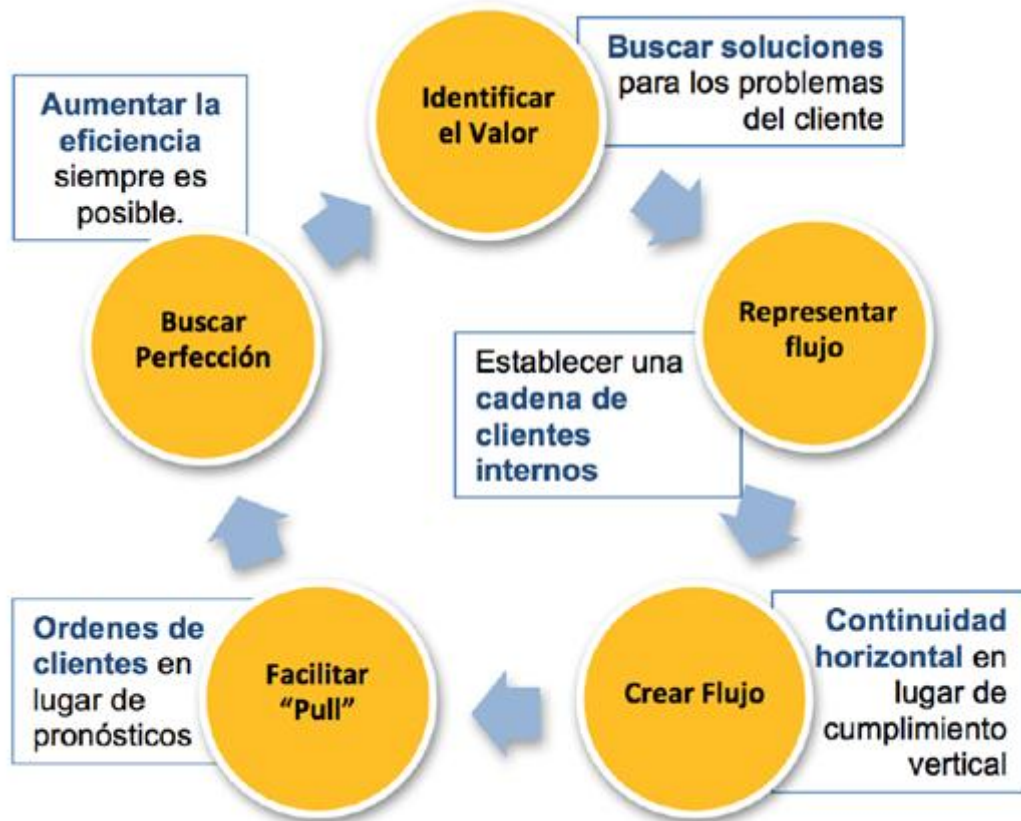 Identificar
el Valor
Buscar soluciones
para los problemas
del cliente
Representar
flujo
Establecer una
cadena de
clientes
internos
Crear Flujo
Continuidad
horizontal en
lugar de
cumplimiento
vertical
Facilitar
“Pull”
Ordenes de
clientes en
lugar de
pronósticos
Buscar
Perfección
Aumentar la
eficiencia
siempre es
posible.